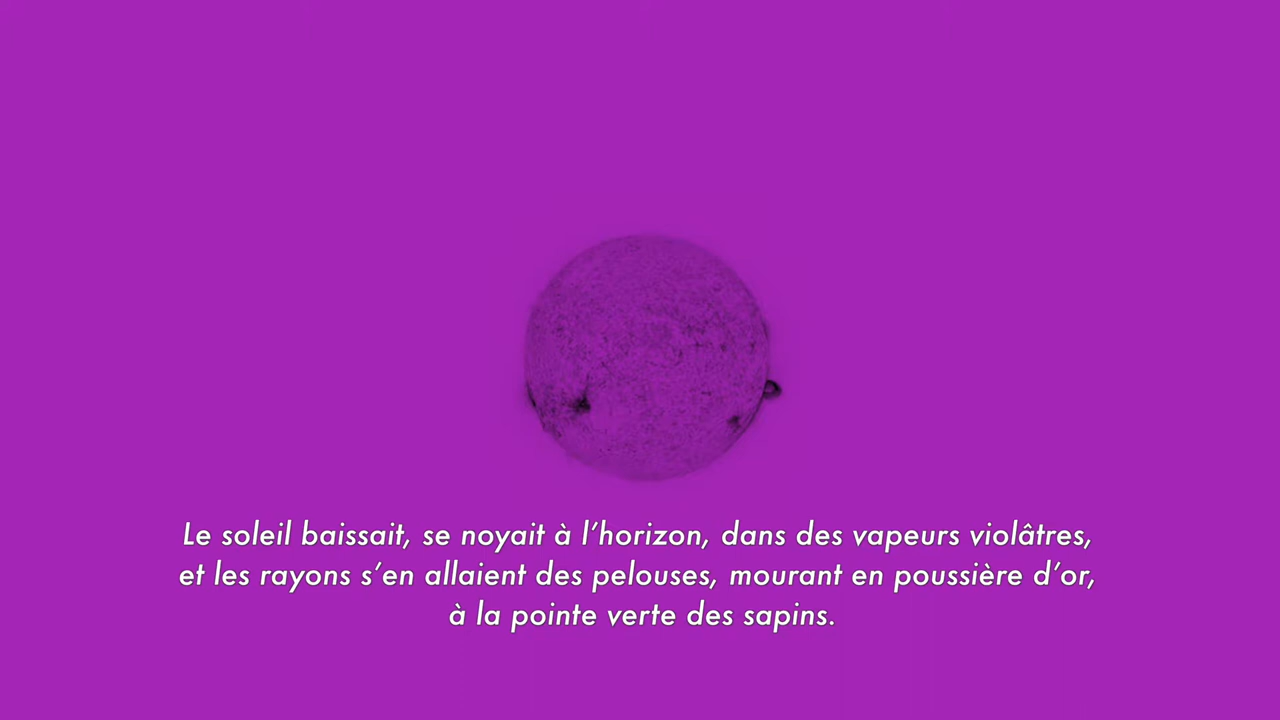 Le soleil baissait, se noyait à l’horizon, dans des vapeurs violâtres,
et les rayons s’en allaient des pelouses, mourant en poussière d’or,
à la pointe verte des sapins.